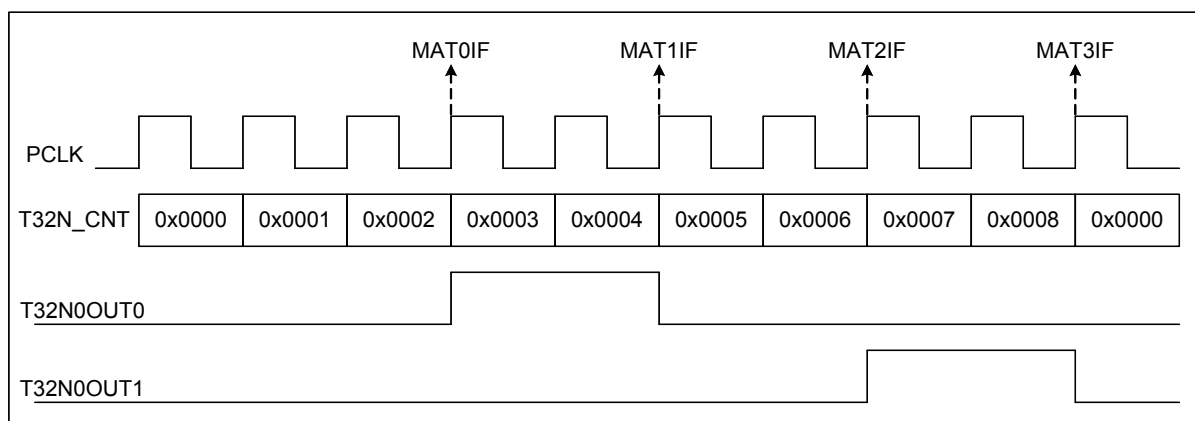 MAT0IF MAT1IF MAT2IF MAT3IF
PCLK
T32N_CNT 0x0000 0x0001 0x0002 0x0003 0x0004 0x0005 0x0006 0x0007 0x0008 0x0000
T32N0OUT0
T32N0OUT1